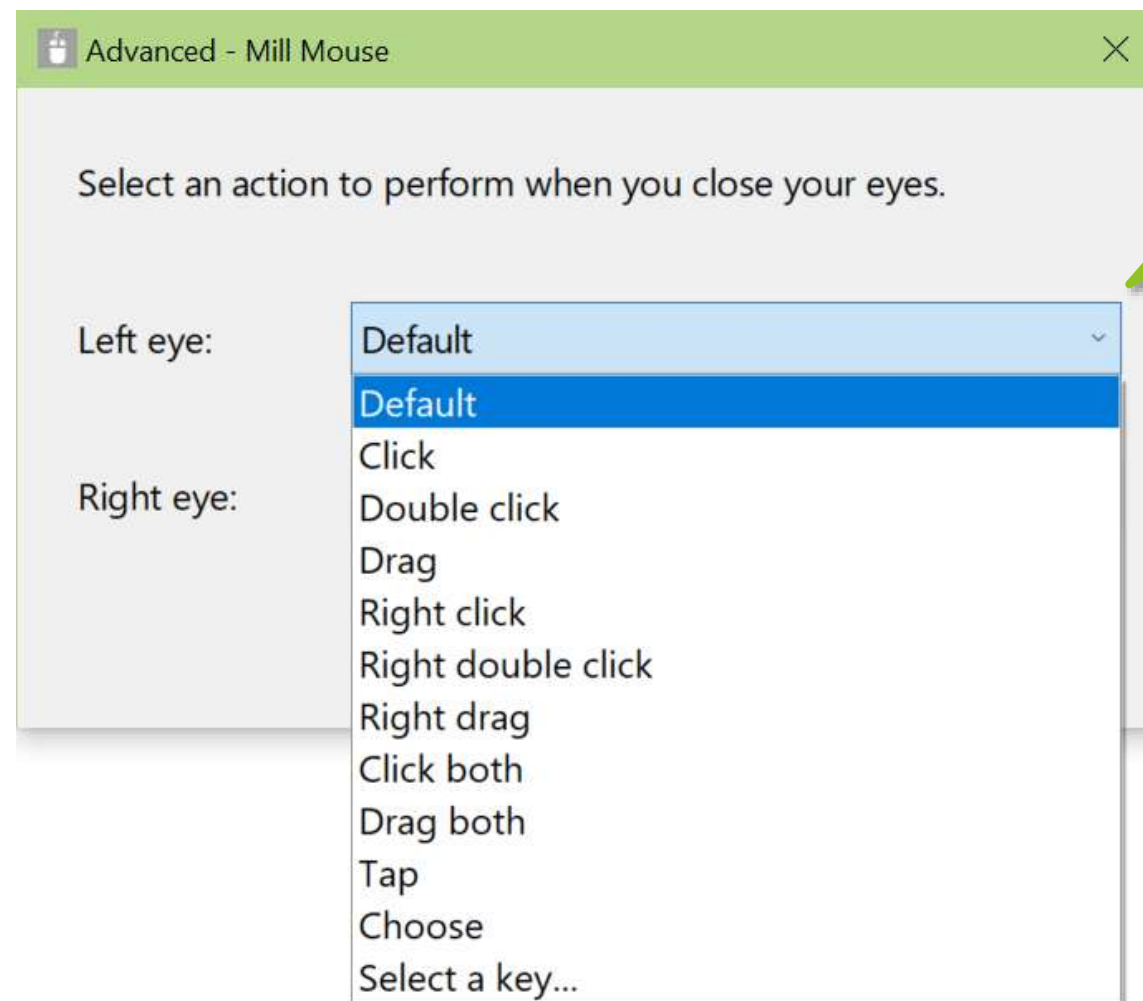 Advanced - Mill Mouse
Select an action to perform when you close your eyes.
Left eye:
Default
Default
Click
Right eye:
Double click
Drag
Right click
Right double click
Right drag
Click both
Drag both
Tap
Choose
Select a key...